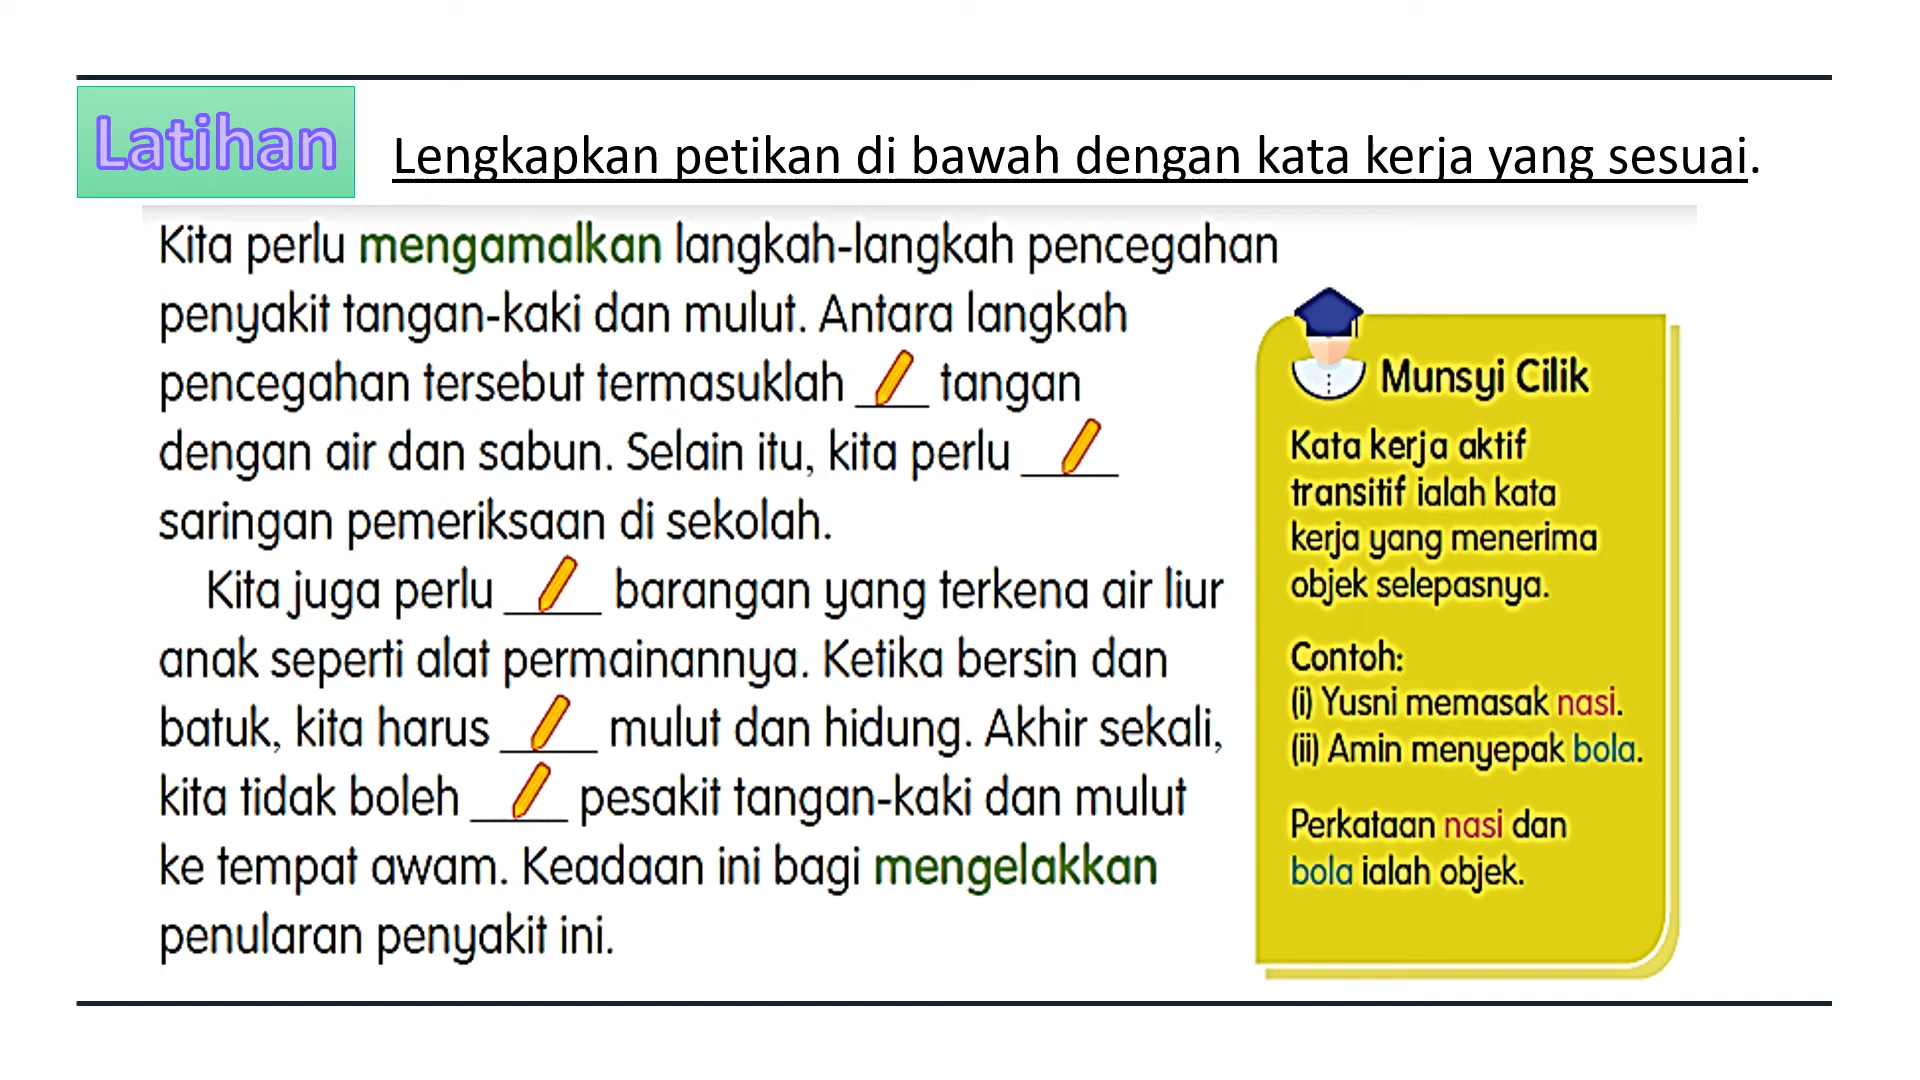 Latihan
Lengkapkan petikan di bawah dengan kata kerja yang sesuai.
Kita perlu mengamalkan langkah-langkah pencegahan
penyakit tangan-kaki dan mulut. Antara langkah
pencegahan tersebut termasuklah ____ tangan
dengan air dan sabun. Selain itu, kita perlu ____
saringan pemeriksaan di sekolah.
Kita juga perlu ____ barangan yang terkena air liur
anak seperti alat permainannya. Ketika bersin dan
batuk, kita harus ____ mulut dan hidung. Akhir sekali,
kita tidak boleh ____ pesakit tangan-kaki dan mulut
ke tempat awam. Keadaan ini bagi mengelakkan
penularan penyakit ini.
Munsyi Cilik
Kata kerja aktif
transitif ialah kata
kerja yang menerima
objek selepasnya.
Contoh:
(i) Yusni memasak nasi.
(ii) Amin menyepak bola.
Perkataan nasi dan
bola ialah objek.